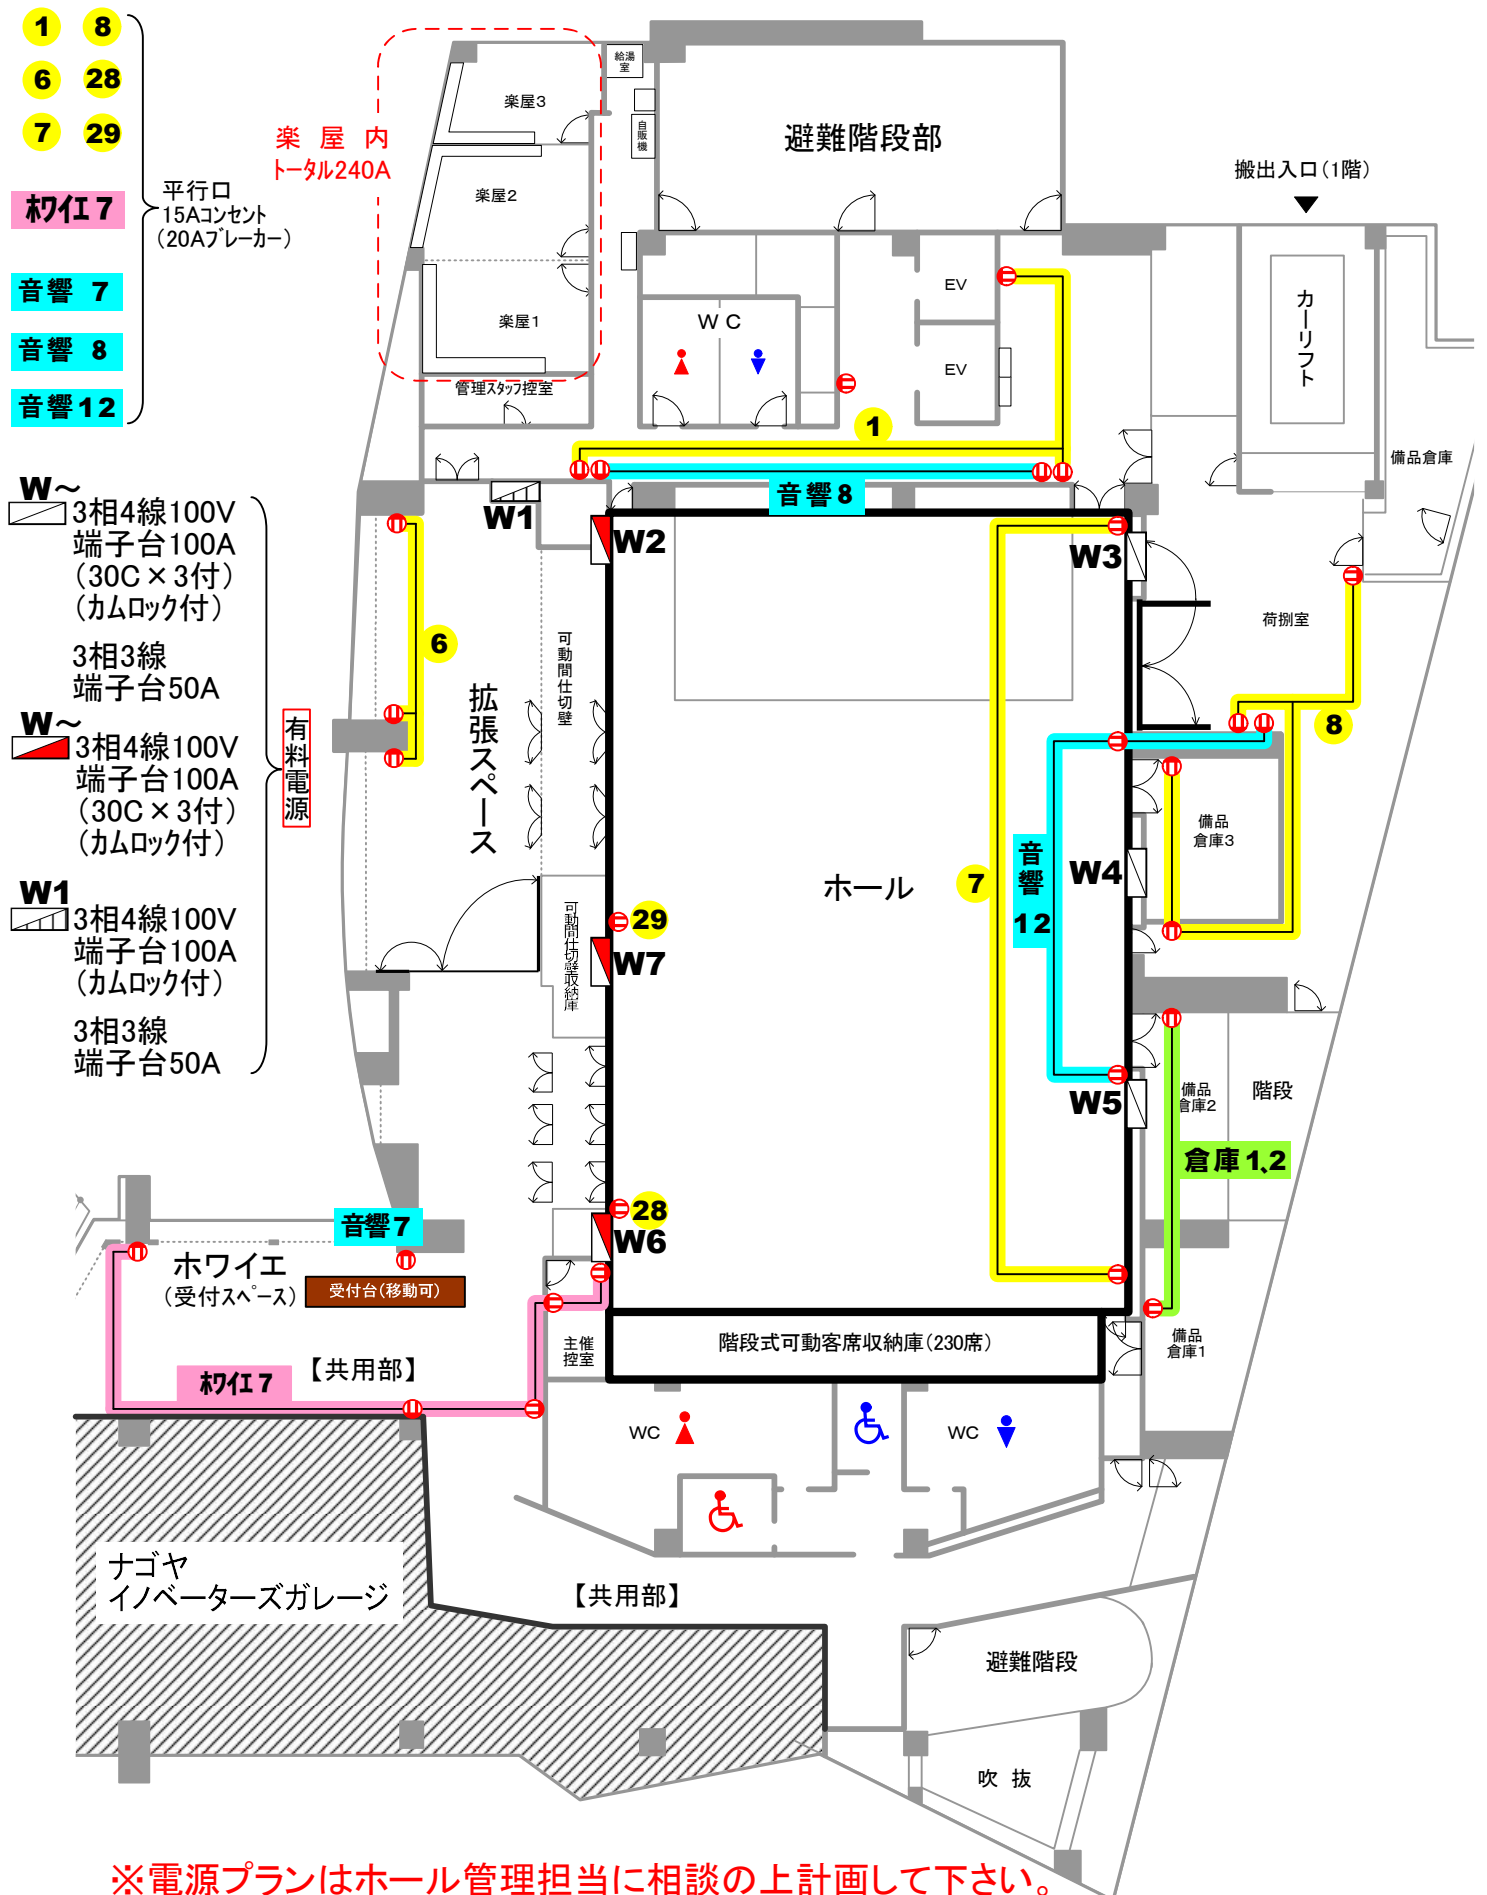 1 8
6 28
7 29
ホワイエ 7
音響 7
音響 8
音響 12
平行口
15Aコンセント
（20Aブレーカー）
W～
3相4線100V
端子台100A
（30C×3付）
（カムロック付）
3相3線
端子台50A
W～
3相4線100V
端子台100A
（30C×3付）
（カムロック付）
W1
3相4線100V
端子台100A
（カムロック付）
3相3線
端子台50A
有料電源
楽屋内
トータル240A
楽屋3
楽屋2
楽屋1
管理スタッフ控室
給湯室
自販機
避難階段部
搬出入口（1階）
WC
EV
EV
カーリフト
備品倉庫
1
音響 8
W1
W2
W3
荷捌室
6
可動間仕切壁
拡張スペース
8
備品
倉庫3
音響
12
7
W4
ホール
29
W7
可動間仕切壁収納庫
W5
備品
倉庫2
階段
倉庫 1、2
28
W6
音響 7
ホワイエ
（受付スペース）
受付台（移動可）
主催
控室
階段式可動客席収納庫（230席）
備品
倉庫1
ホワイエ 7
【共用部】
WC
WC
ナゴヤ
イノベーターズガレージ
【共用部】
避難階段
吹抜
※電源プランはホール管理担当に相談の上計画して下さい。